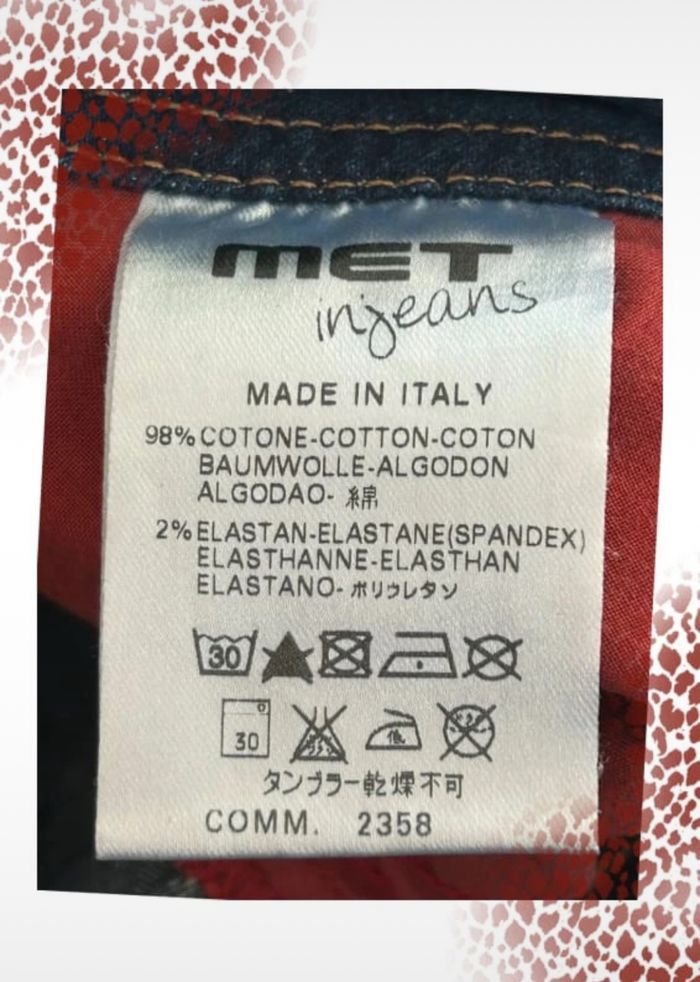 MET
injeans
MADE IN ITALY
98% COTONE-COTTON-COTON
BAUMWOLLE-ALGODON
ALGODAO- 綿
2% ELASTAN-ELASTANE(SPANDEX)
ELASTHANNE-ELASTHAN
ELASTANO- ポリウレタン
30
30 低
タンブラー乾燥不可
COMM. 2358